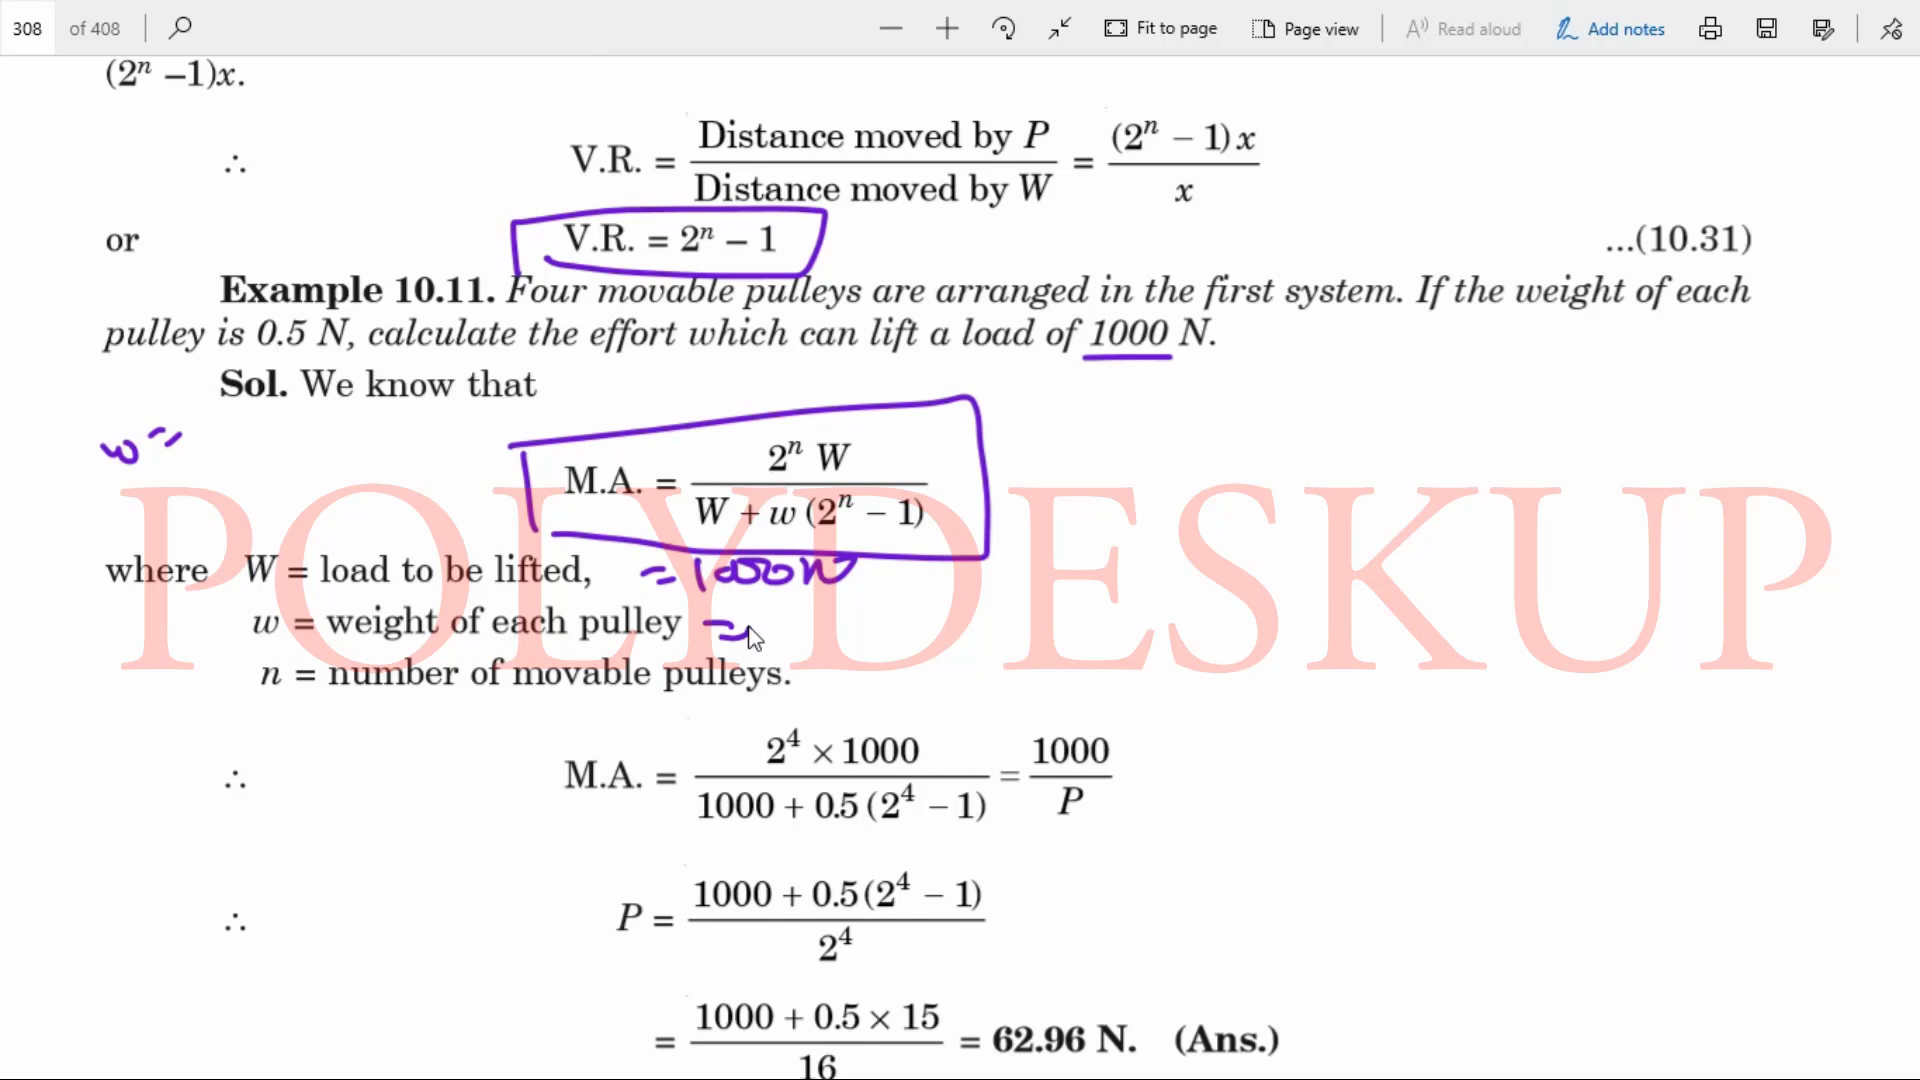 308 of 408 Fit to page Page view Read aloud Add notes
(2ⁿ –1)x.
∴ V.R. = Distance moved by P / Distance moved by W = (2ⁿ – 1) x / x
or V.R. = 2ⁿ – 1 ...(10.31)
Example 10.11. Four movable pulleys are arranged in the first system. If the weight of each
pulley is 0.5 N, calculate the effort which can lift a load of 1000 N.
Sol. We know that
w =
M.A. = 2ⁿ W / W + w (2ⁿ – 1)
where W = load to be lifted, = 1000 N
w = weight of each pulley =
n = number of movable pulleys.
∴ M.A. = 2⁴ × 1000 / 1000 + 0.5 (2⁴ – 1) = 1000 / P
∴ P = 1000 + 0.5 (2⁴ – 1) / 2⁴
= 1000 + 0.5 × 15 / 16 = 62.96 N. (Ans.)
POLYDESKUP